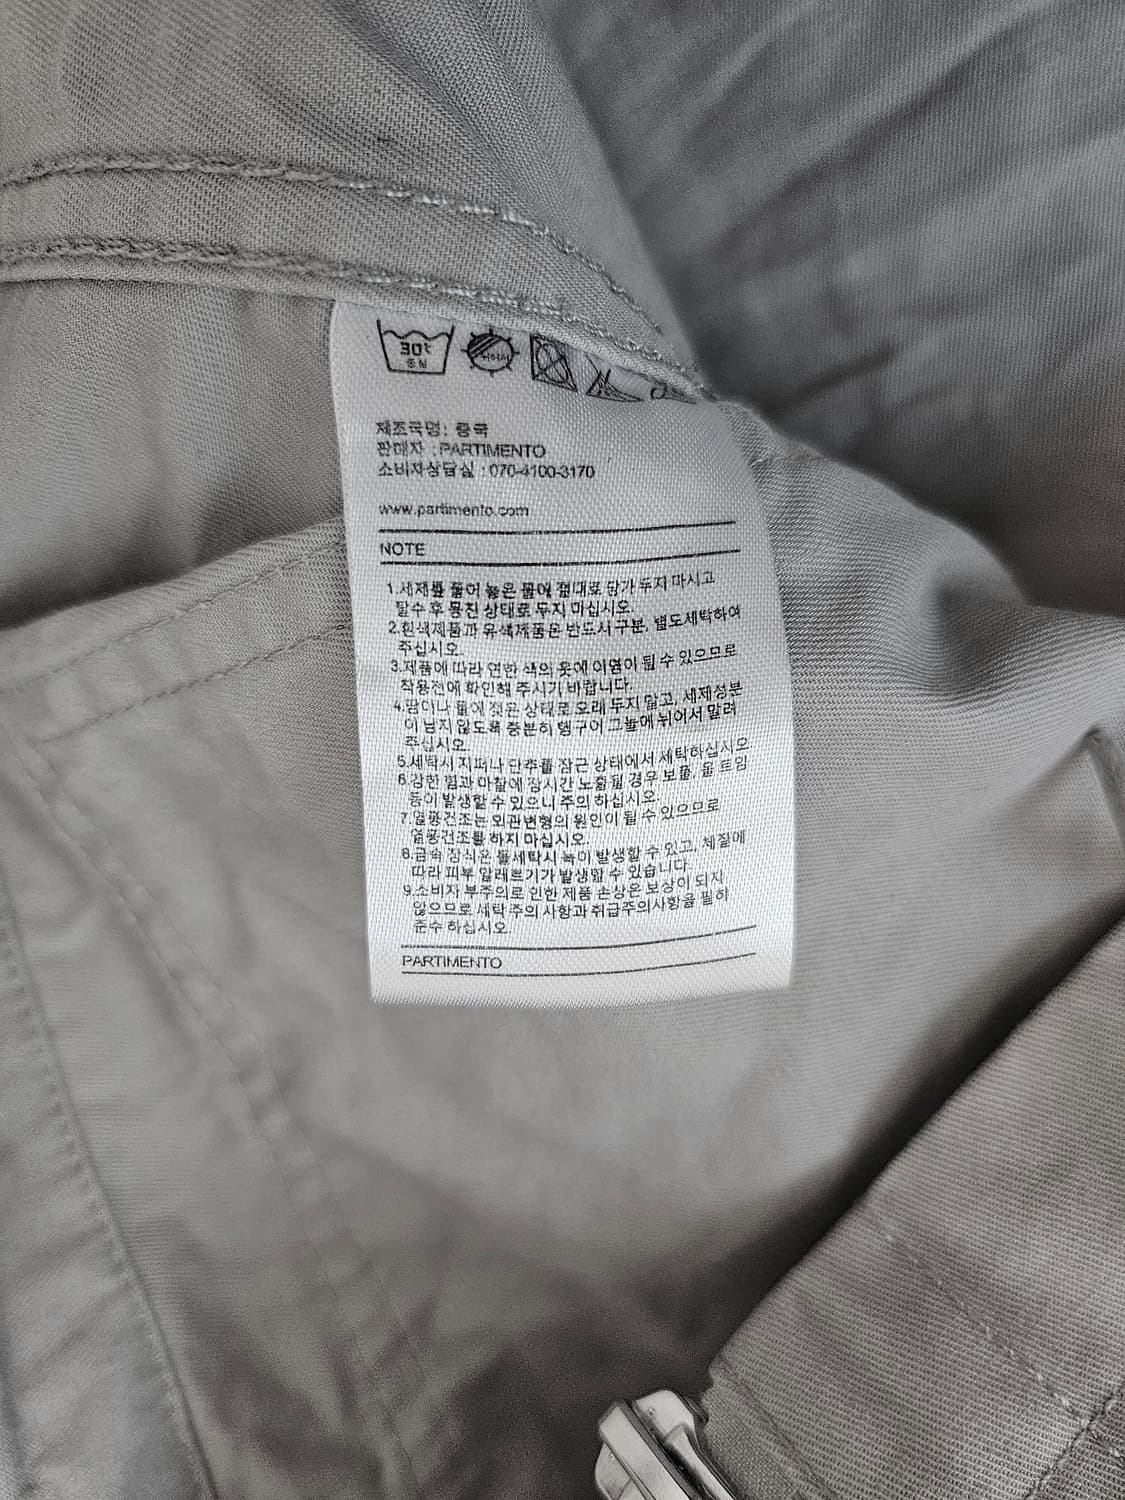 30℃
중성
제조국명: 중국
판매자 : PARTIMENTO
소비자상담실 : 070-4100-3170
www.partimento.com
NOTE
1.세제를 풀어 놓은 물에 절대로 담가 두지 마시고
탈수 후 뭉친 상태로 두지 마십시오.
2.흰색제품과 유색제품은 반드시 구분, 별도세탁하여
주십시오.
3.제품에 따라 연한 색의 옷에 이염이 될 수 있으므로
착용전에 확인해 주시기 바랍니다.
4.땀이나 물에 젖은 상태로 오래 두지 말고, 세제성분
이 남지 않도록 충분히 헹구어 그늘에 뉘어서 말려
주십시오.
5.세탁시 지퍼나 단추를 잠근 상태에서 세탁하십시오
6.강한 힘과 마찰에 장시간 노출될 경우 보풀, 올 트임
등이 발생할 수 있으니 주의 하십시오.
7.열풍건조는 외관변형의 원인이 될 수 있으므로
열풍건조를 하지 마십시오.
8.금속 장식은 물세탁시 녹이 발생할 수 있고, 체질에
따라 피부 알레르기가 발생할 수 있습니다.
9.소비자 부주의로 인한 제품 손상은 보상이 되지
않으므로 세탁 주의 사항과 취급주의사항을 필히
준수 하십시오.
PARTIMENTO